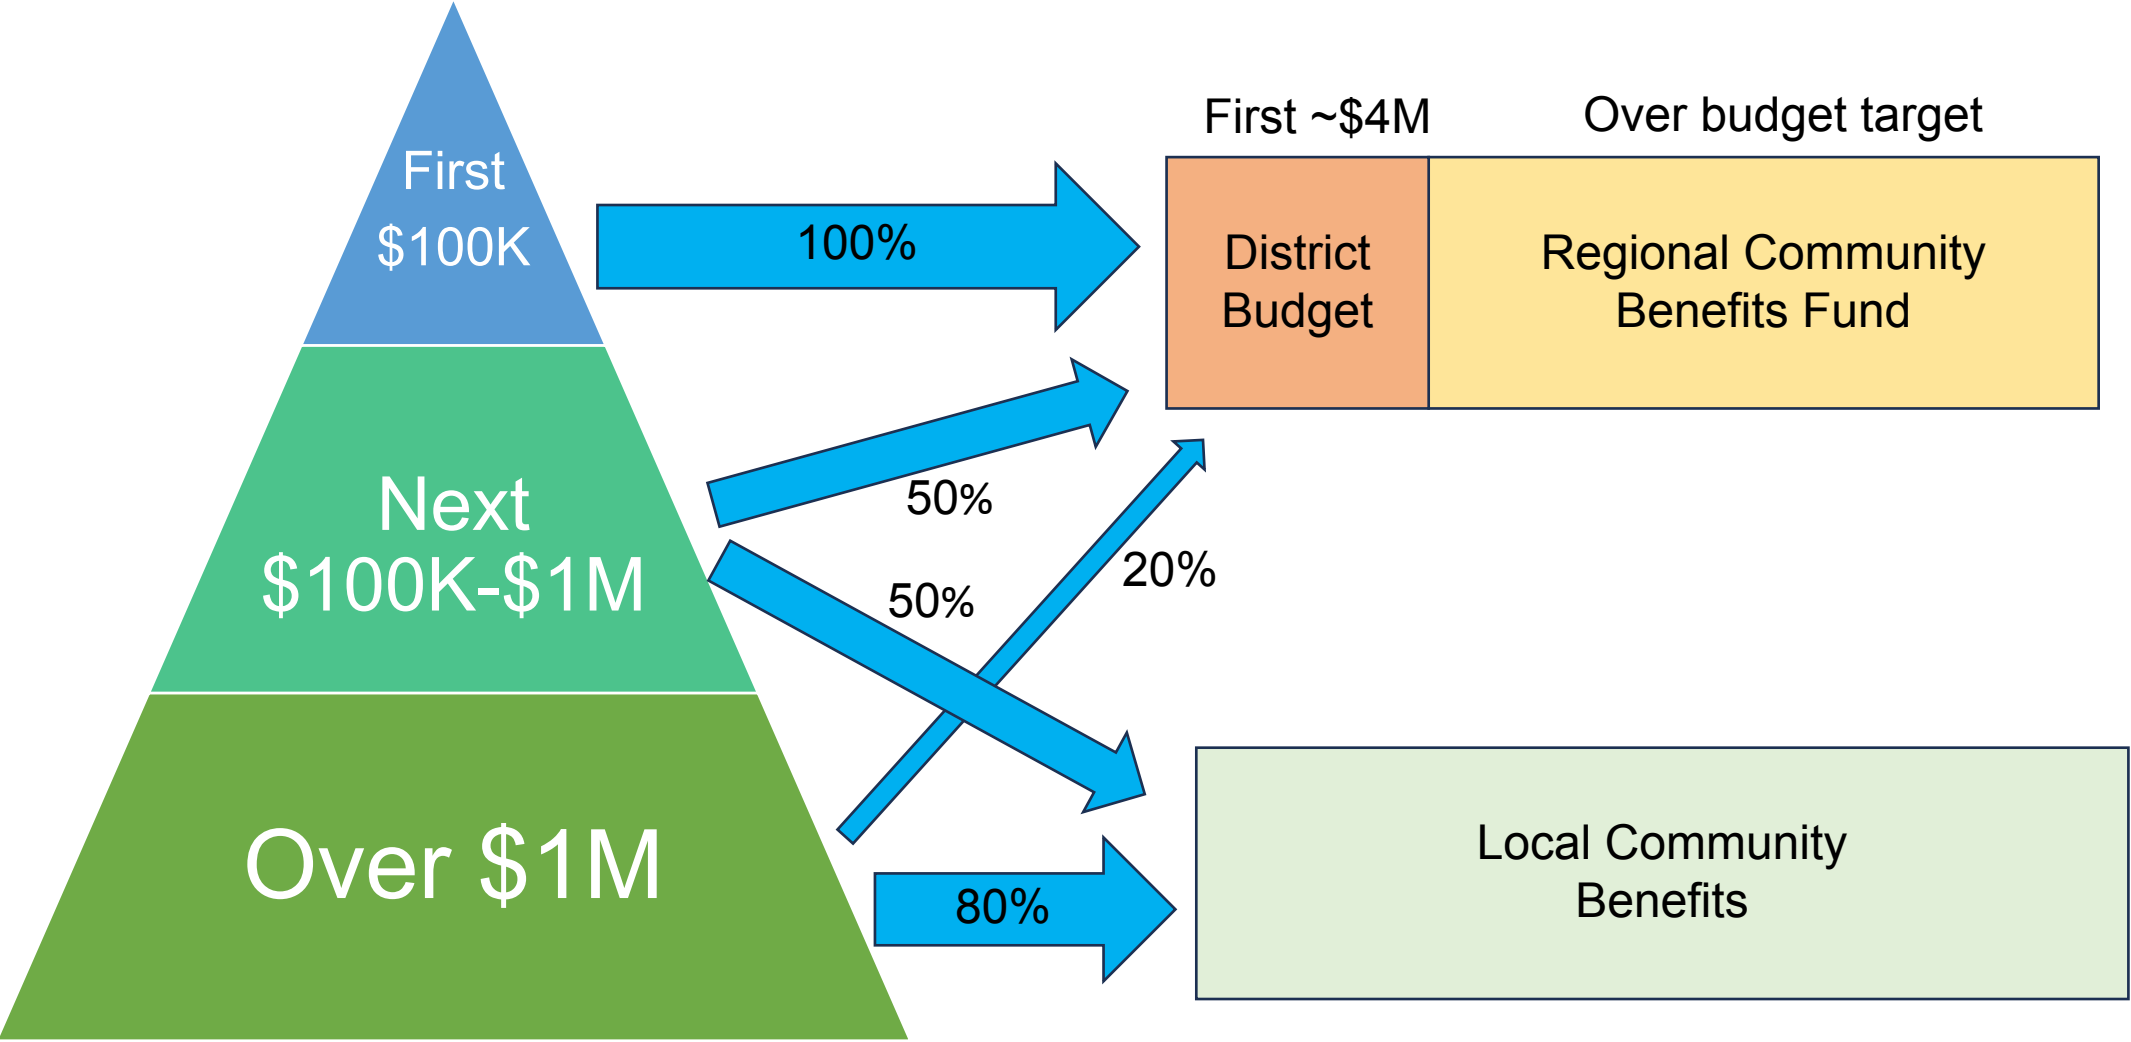 First
$100K
Next
$100K-$1M
Over $1M
100%
50%
50%
20%
80%
First ~$4M
Over budget target
District
Budget
Regional Community
Benefits Fund
Local Community
Benefits